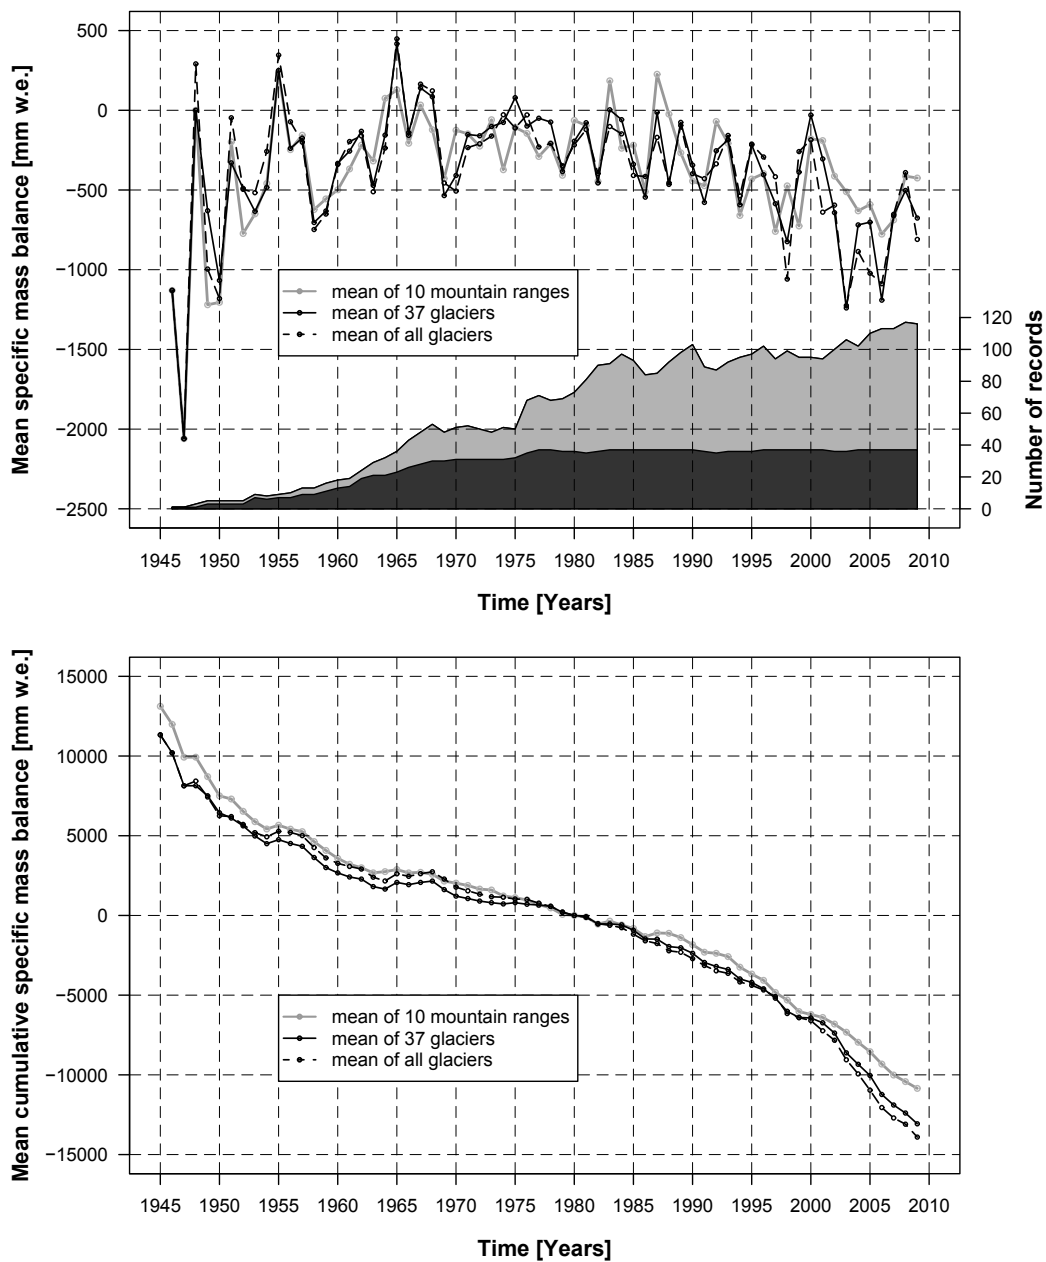 Mean specific mass balance [mm w.e.]
500
0
−500
−1000
−1500
−2000
−2500
mean of 10 mountain ranges
mean of 37 glaciers
mean of all glaciers
120
100
80
60
40
20
0
Number of records
1945 1950 1955 1960 1965 1970 1975 1980 1985 1990 1995 2000 2005 2010
Time [Years]
Mean cumulative specific mass balance [mm w.e.]
15000
10000
5000
0
−5000
−10000
−15000
mean of 10 mountain ranges
mean of 37 glaciers
mean of all glaciers
1945 1950 1955 1960 1965 1970 1975 1980 1985 1990 1995 2000 2005 2010
Time [Years]